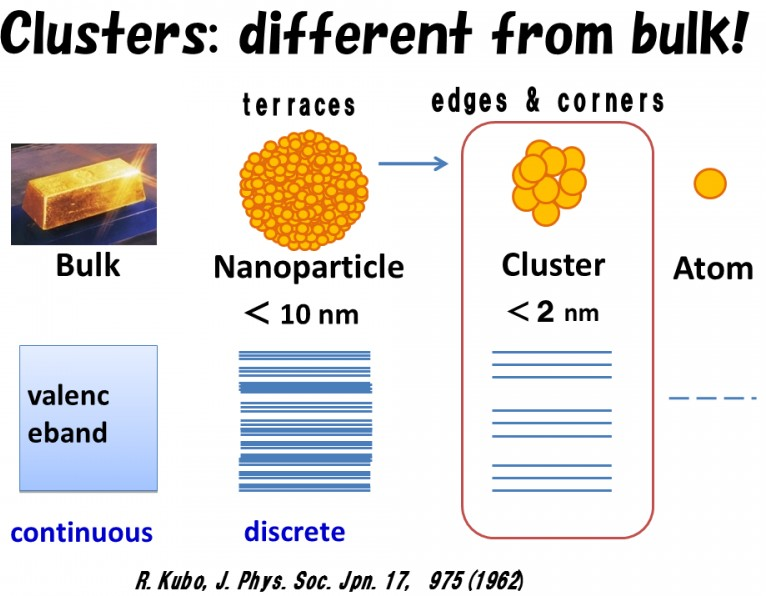 Clusters: different from bulk!
terraces
edges & corners
Bulk
Nanoparticle
Cluster
Atom
< 10 nm
< 2 nm
valenc
eband
continuous
discrete
R. Kubo, J. Phys. Soc. Jpn. 17, 975 (1962)